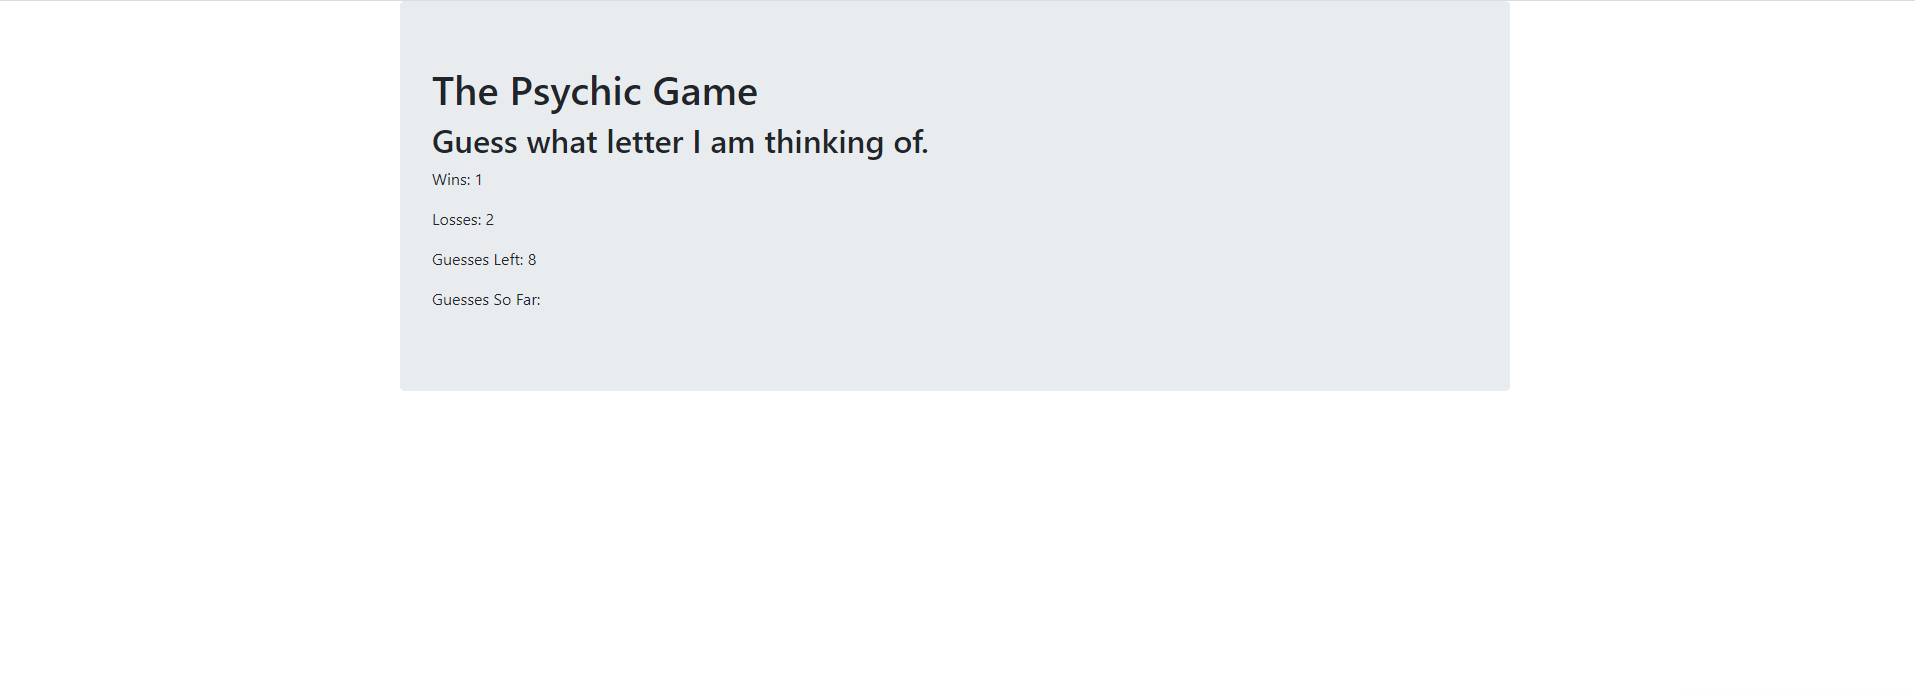 The Psychic Game
Guess what letter I am thinking of.
Wins: 1
Losses: 2
Guesses Left: 8
Guesses So Far: